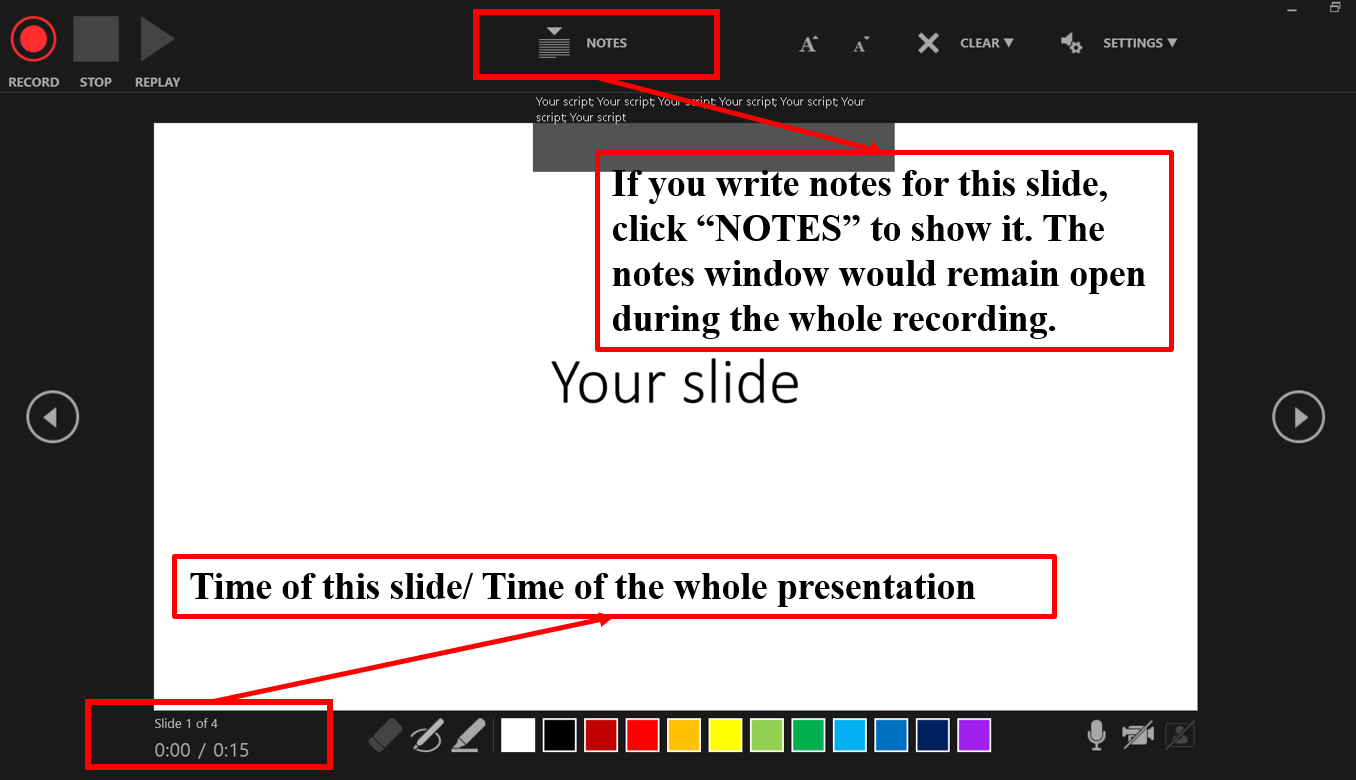 NOTES
CLEAR ▼
SETTINGS ▼
RECORD
STOP
REPLAY
Your script; Your script; Your script; Your script; Your script; Your
script; Your script
If you write notes for this slide,
click “NOTES” to show it. The
notes window would remain open
during the whole recording.
Your slide
Time of this slide/ Time of the whole presentation
Slide 1 of 4
0:00 / 0:15